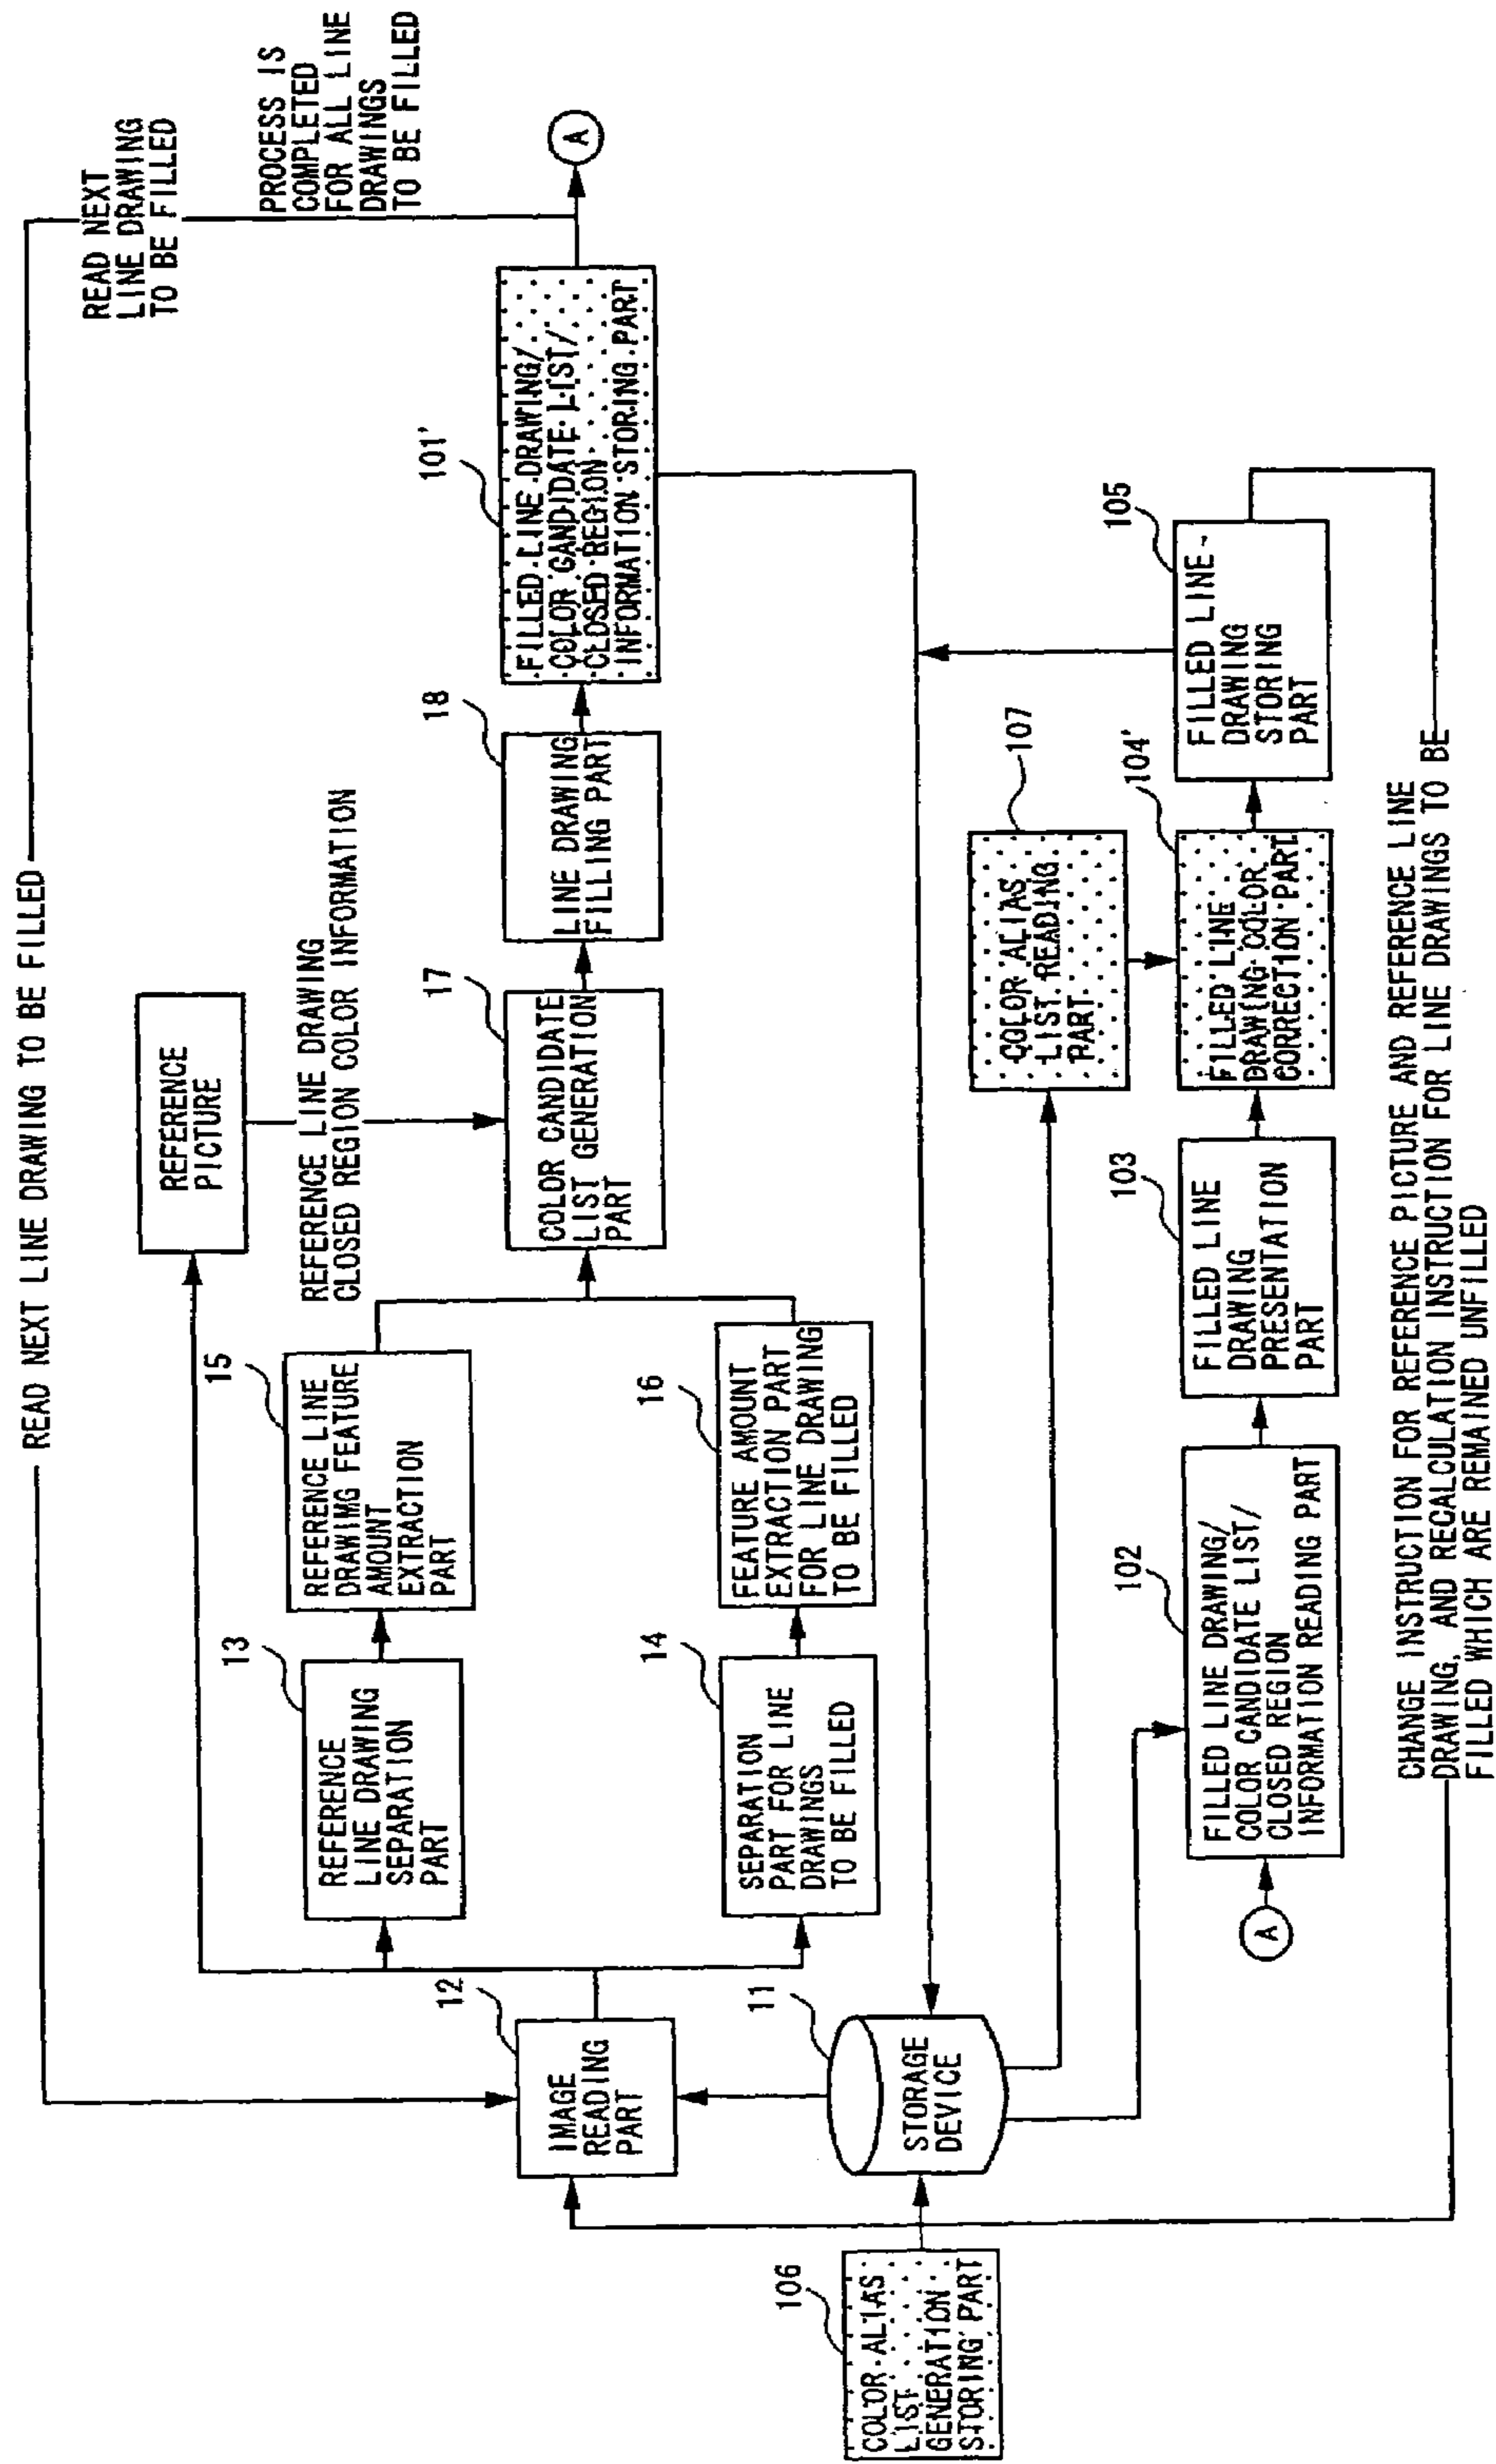 READ NEXT LINE DRAWING TO BE FILLED
READ NEXT
LINE DRAWING
TO BE FILLED
PROCESS IS
COMPLETED
FOR ALL LINE
DRAWINGS
TO BE FILLED
A
REFERENCE
PICTURE
REFERENCE LINE DRAWING
CLOSED REGION COLOR INFORMATION
12
IMAGE
READING
PART
13
REFERENCE
LINE DRAWING
SEPARATION
PART
15
REFERENCE LINE
DRAWIMG FEATURE
AMOUNT
EXTRACTION
PART
14
SEPARATION
PART FOR LINE
DRAWINGS
TO BE FILLED
16
FEATURE AMOUNT
EXTRACTION PART
FOR LINE DRAWING
TO BE FILLED
17
COLOR CANDIDATE
LIST GENERATION
PART
18
LINE DRAWING
FILLING PART
101'
FILLED LINE DRAWING/
COLOR CANDIDATE LIST/
CLOSED REGION
INFORMATION STORING PART
106
COLOR ALIAS
LIST
GENERATION
STORING PART
11
STORAGE
DEVICE
107
COLOR ALIAS
LIST READING
PART
A
102
FILLED LINE DRAWING/
COLOR CANDIDATE LIST/
CLOSED REGION
INFORMATION READING PART
103
FILLED LINE
DRAWING
PRESENTATION
PART
104'
FILLED LINE
DRAWING COLOR
CORRECTION PART
105
FILLED LINE
DRAWING
STORING
PART
CHANGE INSTRUCTION FOR REFERENCE PICTURE AND REFERENCE LINE
DRAWING, AND RECALCULATION INSTRUCTION FOR LINE DRAWINGS TO BE
FILLED WHICH ARE REMAINED UNFILLED